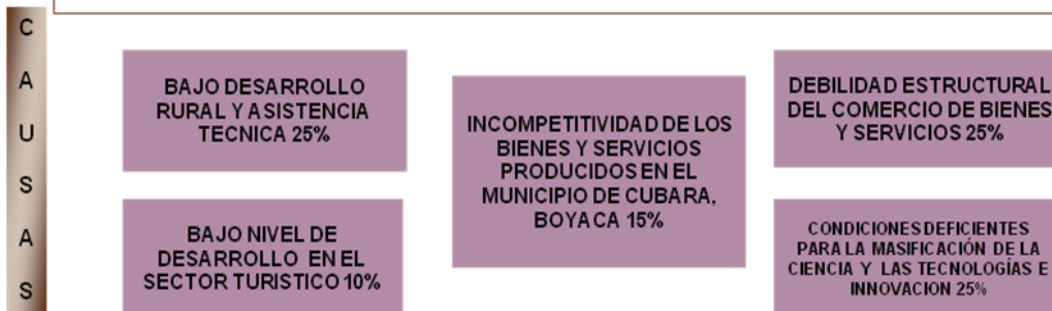 C
A
U
S
A
S
BAJO DESARROLLO
RURAL Y ASISTENCIA
TECNICA 25%
BAJO NIVEL DE
DESARROLLO EN EL
SECTOR TURISTICO 10%
INCOMPETITIVIDAD DE LOS
BIENES Y SERVICIOS
PRODUCIDOS EN EL
MUNICIPIO DE CUBARA,
BOYACA 15%
DEBILIDAD ESTRUCTURAL
DEL COMERCIO DE BIENES
Y SERVICIOS 25%
CONDICIONES DEFICIENTES
PARA LA MASIFICACIÓN DE LA
CIENCIA Y LAS TECNOLOGÍAS E
INNOVACION 25%